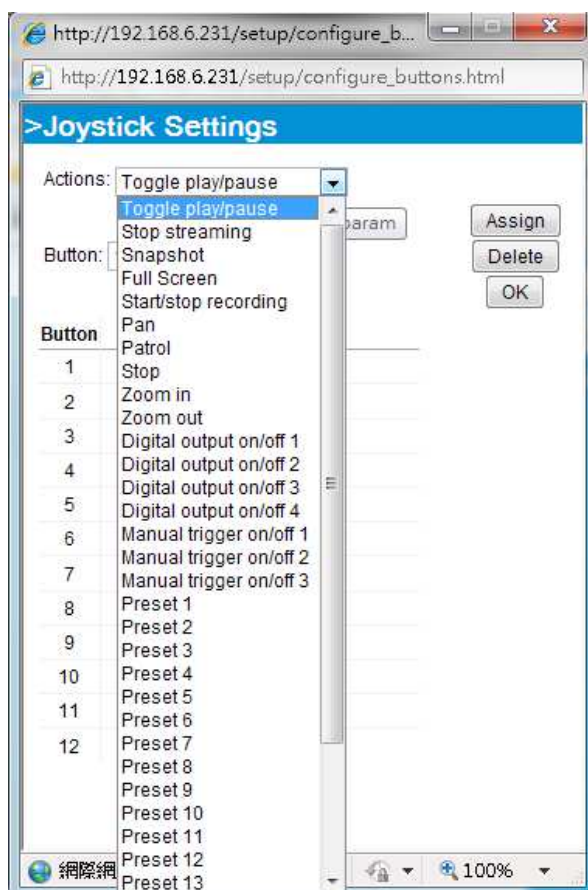 http://192.168.6.231/setup/configure_b...
http://192.168.6.231/setup/configure_buttons.html
>Joystick Settings
Actions: Toggle play/pause
Toggle play/pause
Stop streaming
Snapshot
Full Screen
Start/stop recording
Pan
Patrol
Stop
Zoom in
Zoom out
Digital output on/off 1
Digital output on/off 2
Digital output on/off 3
Digital output on/off 4
Manual trigger on/off 1
Manual trigger on/off 2
Manual trigger on/off 3
Preset 1
Preset 2
Preset 3
Preset 4
Preset 5
Preset 6
Preset 7
Preset 8
Preset 9
Preset 10
Preset 11
Preset 12
Preset 13
param
Assign
Button:
Delete
OK
Button
1
2
3
4
5
6
7
8
9
10
11
12
網際網
100%